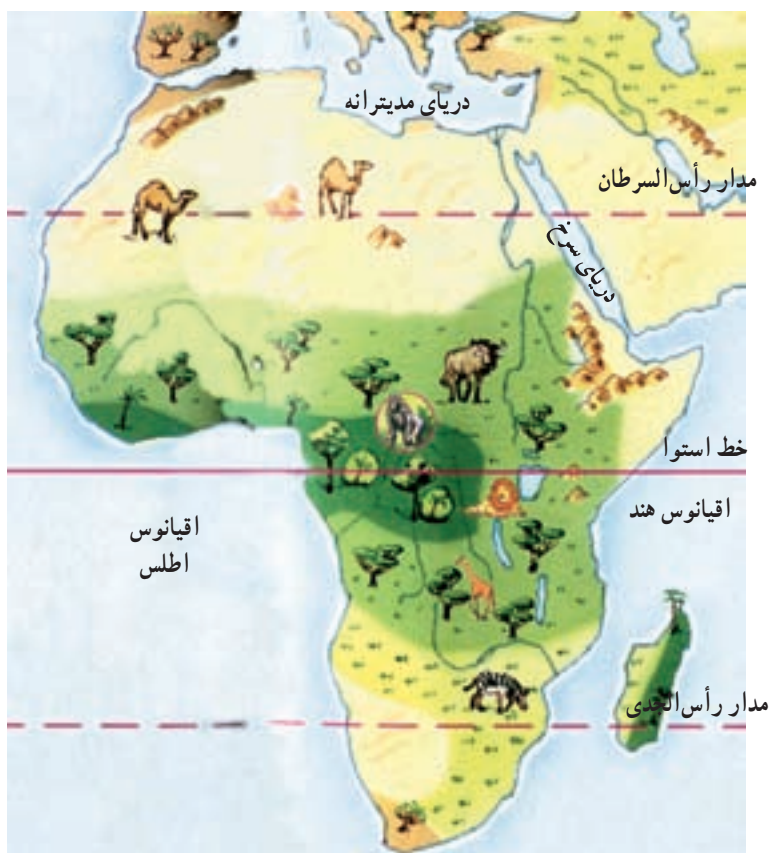 دریای مدیترانه
مدار رأس‌السرطان
دریای سرخ
خط استوا
اقیانوس هند
اقیانوس
اطلس
مدار رأس‌الجدی